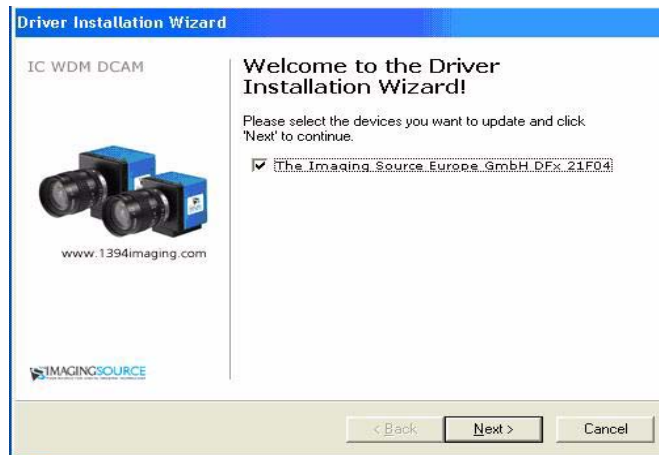 Driver Installation Wizard
IC WDM DCAM
Welcome to the Driver
Installation Wizard!
Please select the devices you want to update and click
'Next' to continue.
The Imaging Source Europe GmbH DFx 21F04
www.1394imaging.com
IMAGINGSOURCE
< Back
Next >
Cancel